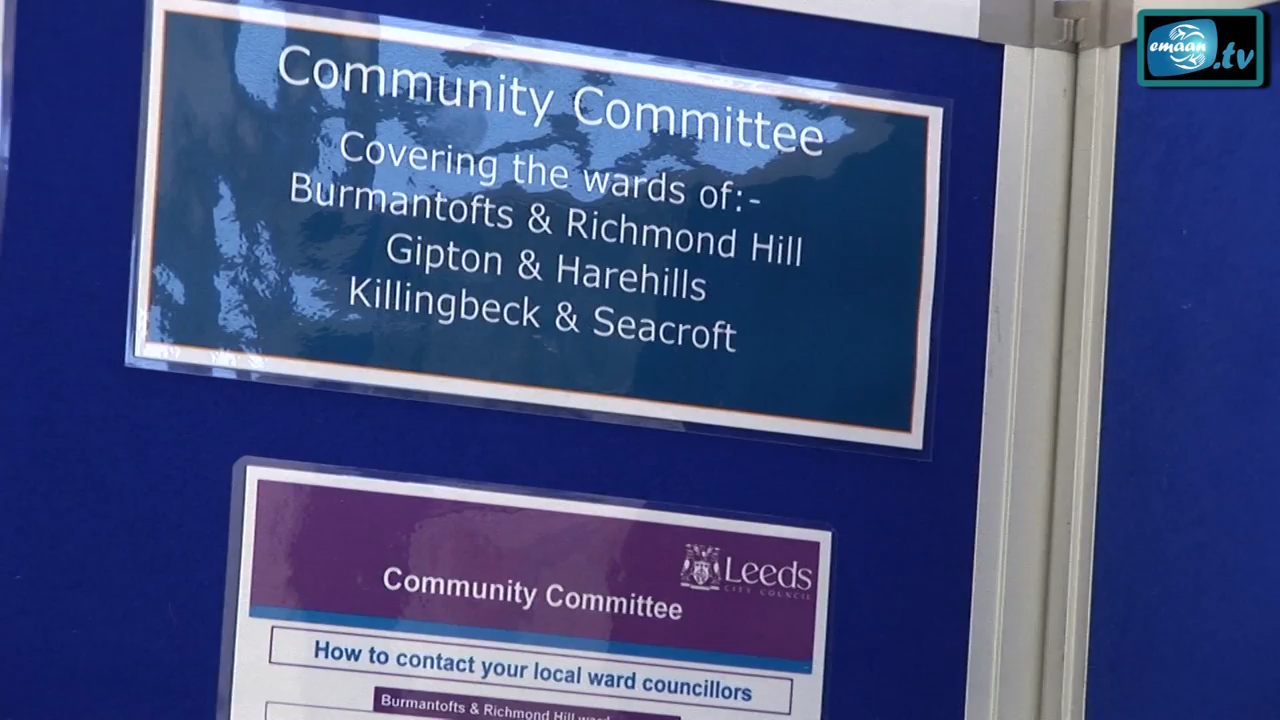 emaan.tv
Community Committee
Covering the wards of:-
Burmantofts & Richmond Hill
Gipton & Harehills
Killingbeck & Seacroft
Leeds
CITY COUNCIL
Community Committee
How to contact your local ward councillors
Burmantofts & Richmond Hill ward